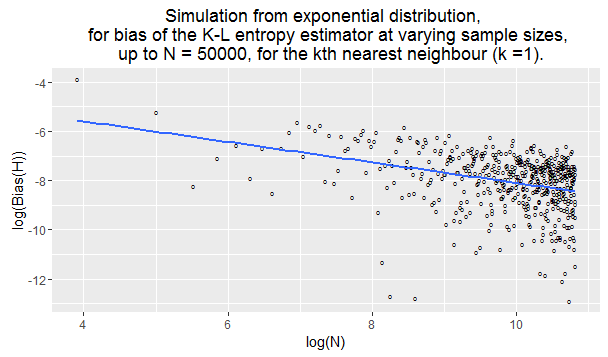 Simulation from exponential distribution,
for bias of the K-L entropy estimator at varying sample sizes,
up to N = 50000, for the kth nearest neighbour (k =1).
log(Bias(H))
-4
-6
-8
-10
-12
4 6 8 10
log(N)